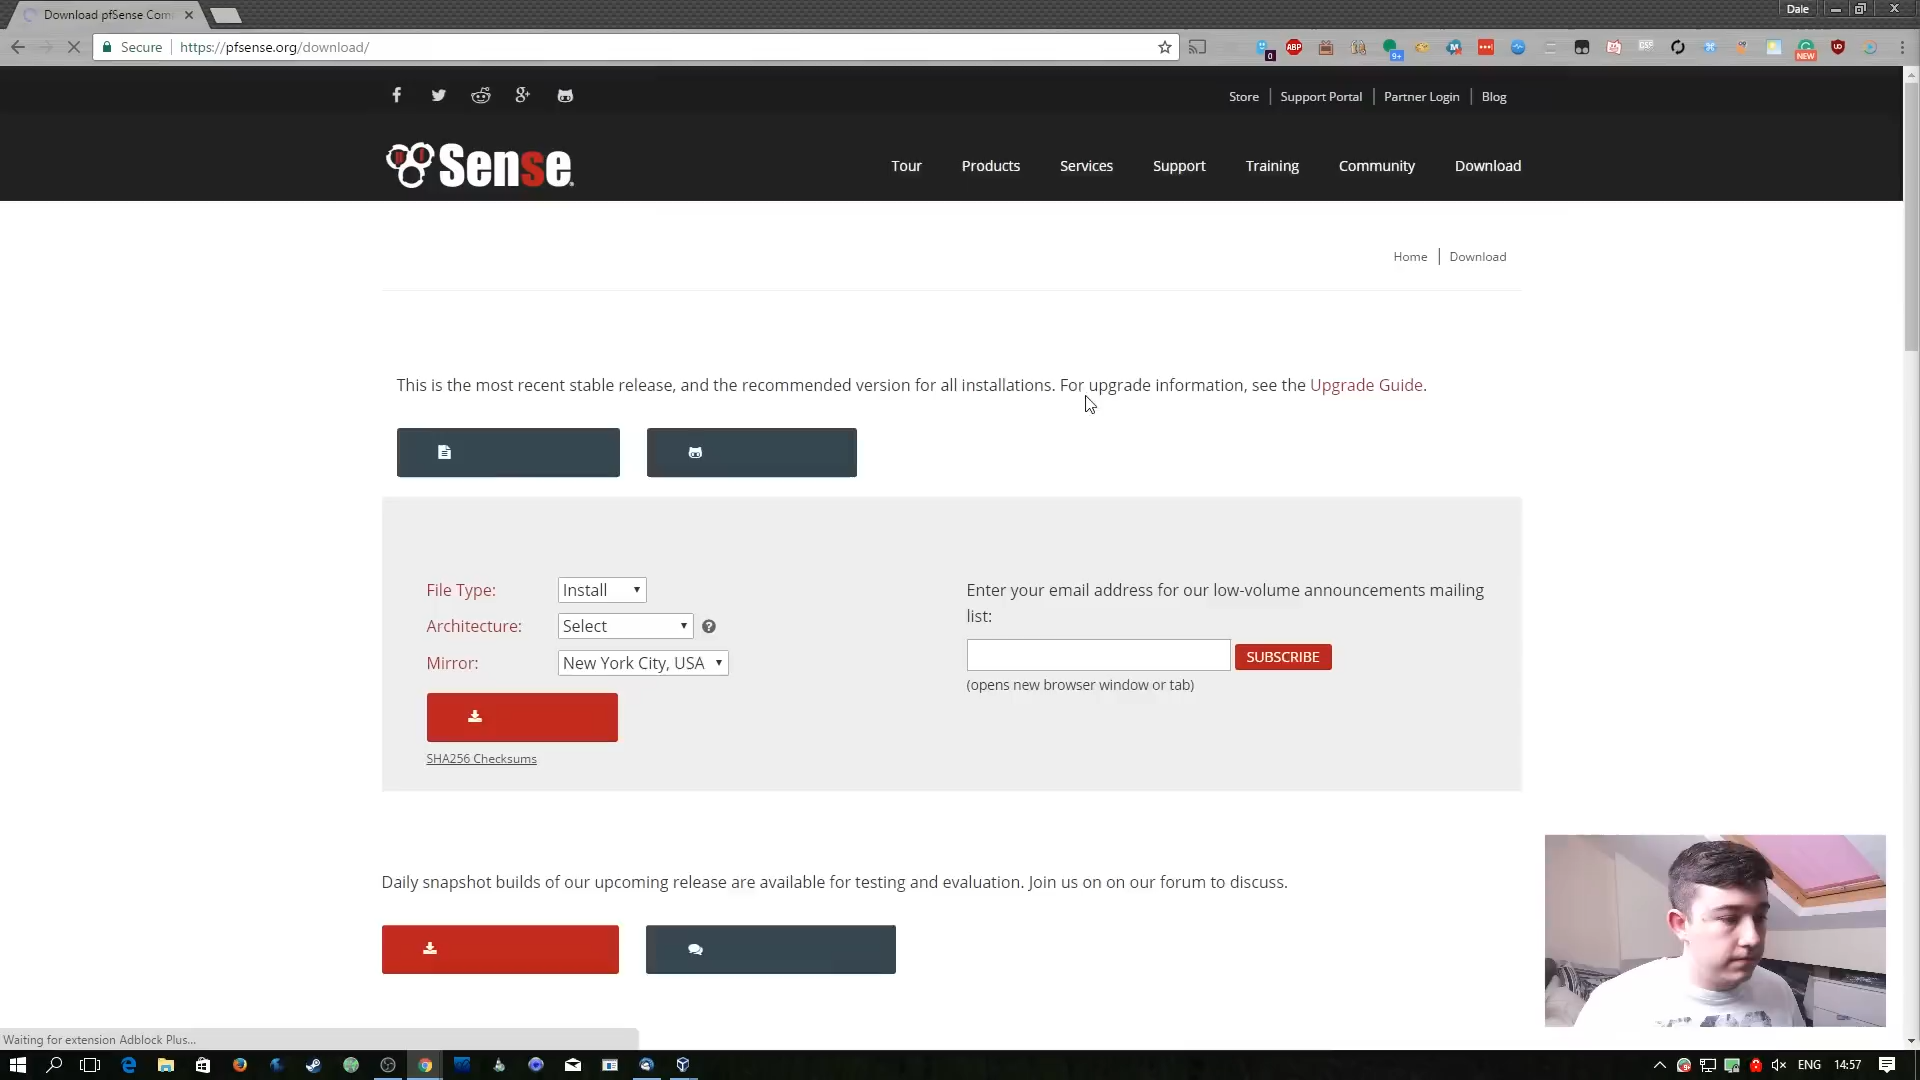 Download pfSense Com
Dale
Secure
https://pfsense.org/download/
0
ABP
9+
NEW
Store
Support Portal
Partner Login
Blog
pfSense
Tour
Products
Services
Support
Training
Community
Download
Home
Download
This is the most recent stable release, and the recommended version for all installations. For upgrade information, see the Upgrade Guide.
File Type:
Install
Architecture:
Select
Mirror:
New York City, USA
SHA256 Checksums
Enter your email address for our low-volume announcements mailing
list:
SUBSCRIBE
(opens new browser window or tab)
Daily snapshot builds of our upcoming release are available for testing and evaluation. Join us on on our forum to discuss.
Waiting for extension Adblock Plus...
ENG
14:57